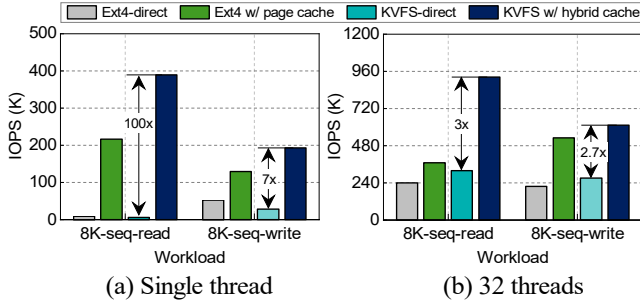 Ext4-direct Ext4 w/ page cache KVFS-direct KVFS w/ hybrid cache
IOPS (K)
500
400
300
200
100
0
100x
7x
8K-seq-read 8K-seq-write
Workload
(a) Single thread
IOPS (K)
1200
960
720
480
240
0
3x
2.7x
8K-seq-read 8K-seq-write
Workload
(b) 32 threads